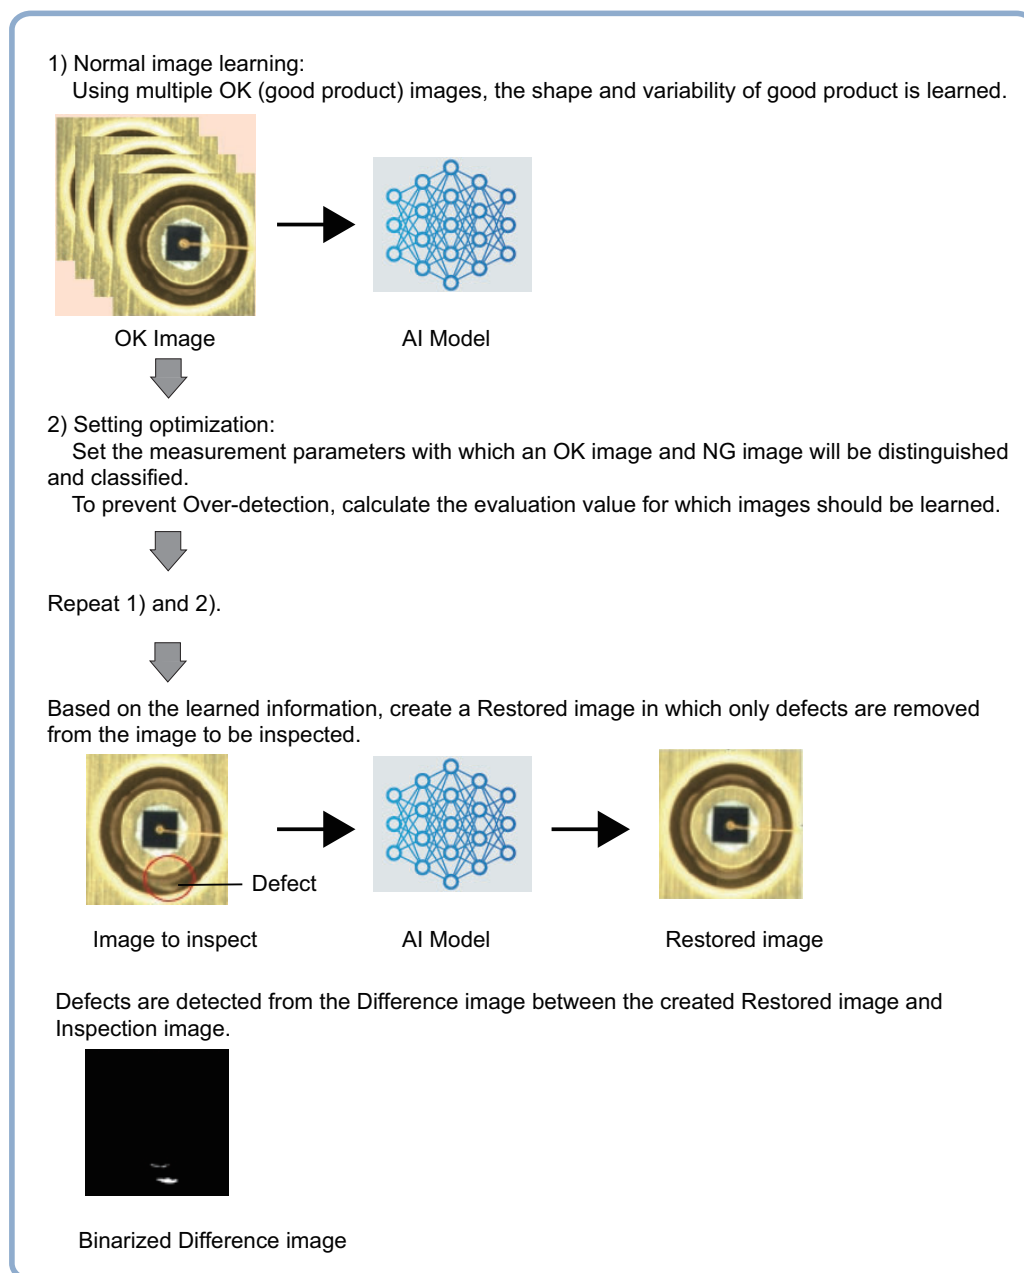 1) Normal image learning:
Using multiple OK (good product) images, the shape and variability of good product is learned.
OK Image
AI Model
2) Setting optimization:
Set the measurement parameters with which an OK image and NG image will be distinguished
and classified.
To prevent Over-detection, calculate the evaluation value for which images should be learned.
Repeat 1) and 2).
Based on the learned information, create a Restored image in which only defects are removed
from the image to be inspected.
Defect
Image to inspect
AI Model
Restored image
Defects are detected from the Difference image between the created Restored image and
Inspection image.
Binarized Difference image